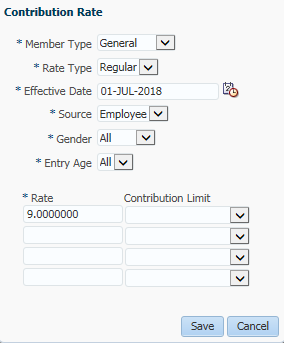 Contribution Rate
* Member Type General
* Rate Type Regular
* Effective Date 01-JUL-2018
* Source Employee
* Gender All
* Entry Age All
* Rate Contribution Limit
9.0000000
Save Cancel